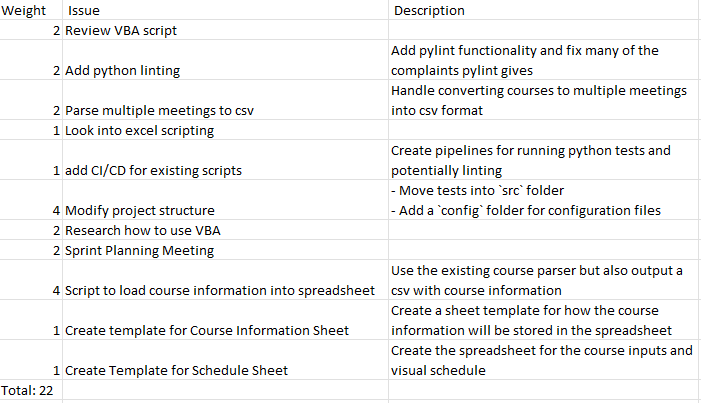 Weight Issue Description
2 Review VBA script
Add pylint functionality and fix many of the
2 Add python linting complaints pylint gives
Handle converting courses to multiple meetings
2 Parse multiple meetings to csv into csv format
1 Look into excel scripting
Create pipelines for running python tests and
1 add CI/CD for existing scripts potentially linting
- Move tests into `src` folder
4 Modify project structure - Add a `config` folder for configuration files
2 Research how to use VBA
2 Sprint Planning Meeting
Use the existing course parser but also output a
4 Script to load course information into spreadsheet csv with course information
Create a sheet template for how the course
1 Create template for Course Information Sheet information will be stored in the spreadsheet
Create the spreadsheet for the course inputs and
1 Create Template for Schedule Sheet visual schedule
Total: 22